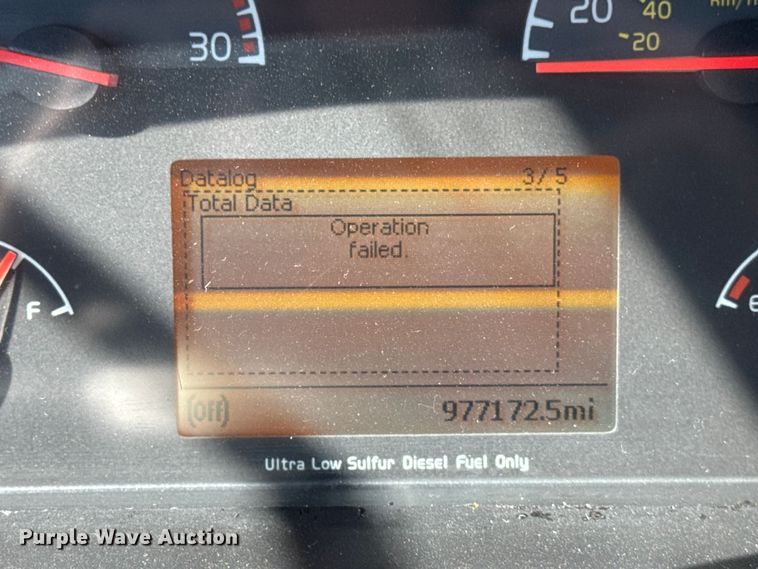 30
20
40
km/h
20
Datalog 3/5
Total Data
Operation
failed.
F
E
(Off) 977172.5mi
Ultra Low Sulfur Diesel Fuel Only
Purple Wave Auction